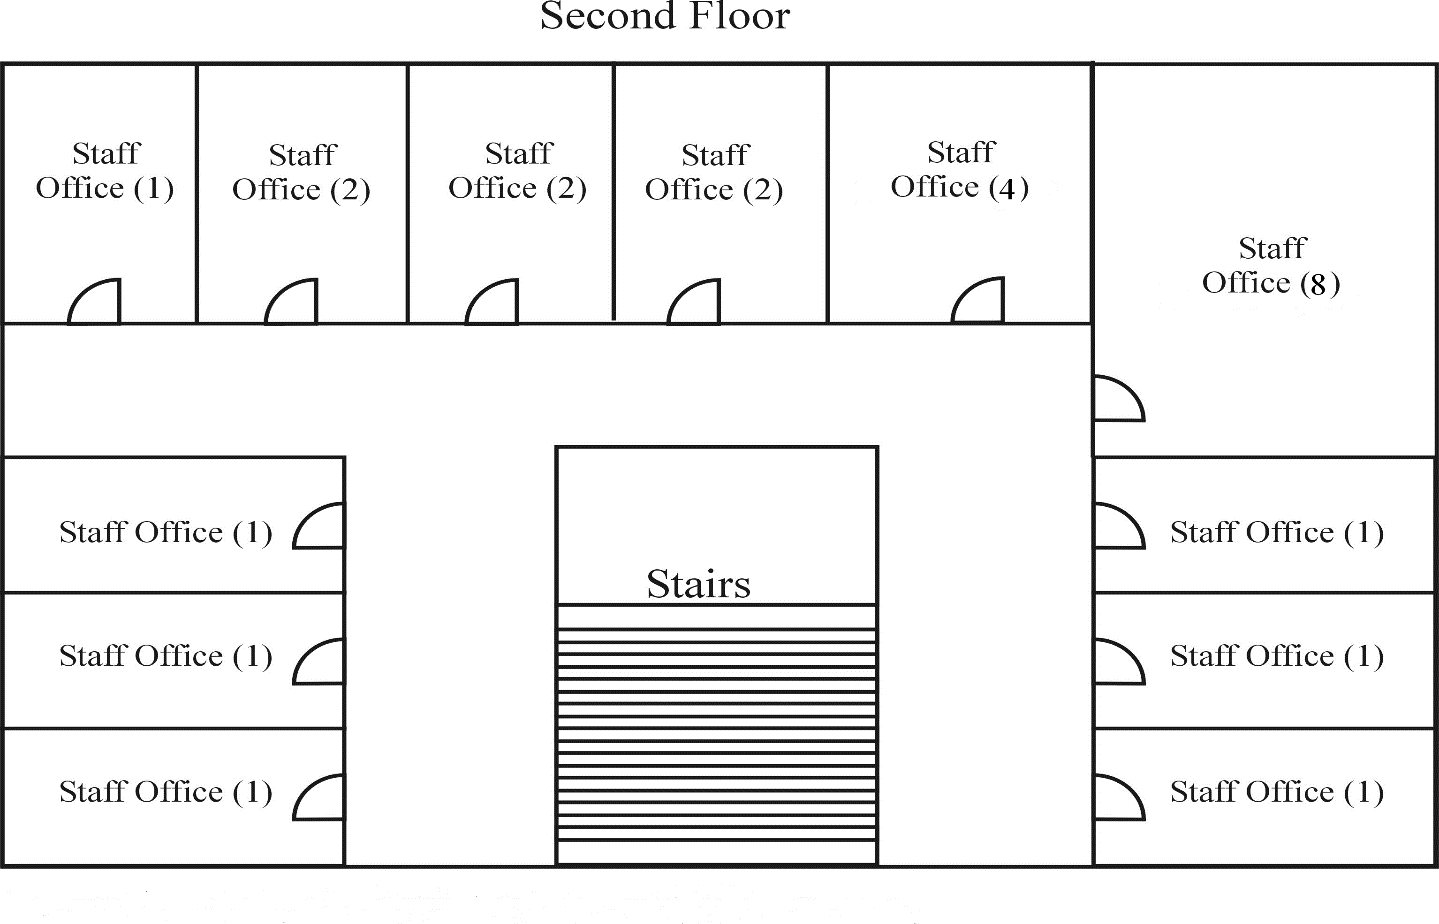 Second Floor
Staff
Office (1)
Staff
Office (2)
Staff
Office (2)
Staff
Office (2)
Staff
Office (4)
Staff
Office (8)
Staff Office (1)
Staff Office (1)
Staff Office (1)
Stairs
Staff Office (1)
Staff Office (1)
Staff Office (1)